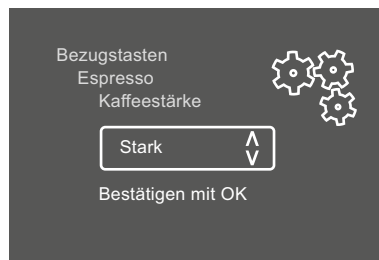 Bezugstasten
Espresso
Kaffeestärke
Stark
Bestätigen mit OK